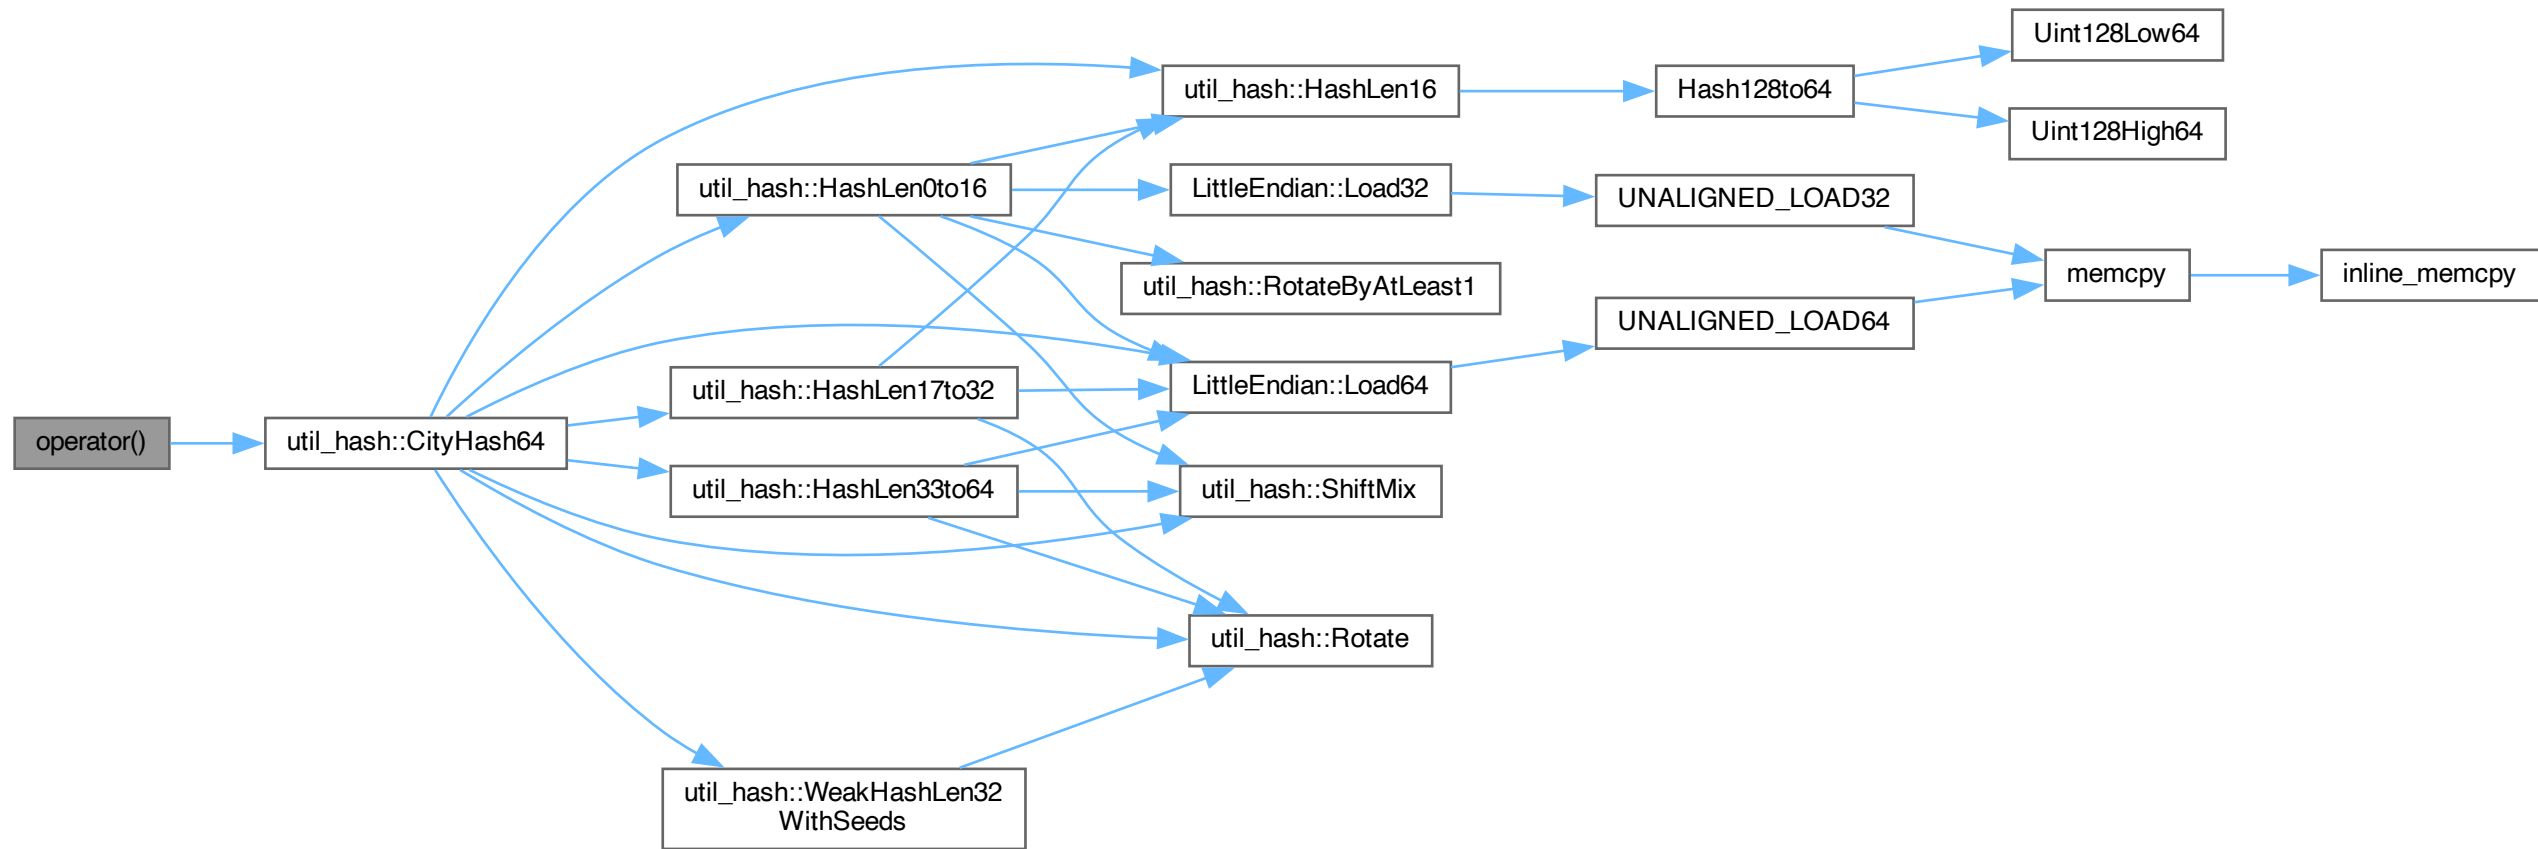 operator()
util_hash::CityHash64
util_hash::HashLen16
util_hash::HashLen0to16
LittleEndian::Load32
util_hash::RotateByAtLeast1
util_hash::HashLen17to32
LittleEndian::Load64
util_hash::HashLen33to64
util_hash::ShiftMix
util_hash::Rotate
util_hash::WeakHashLen32
WithSeeds
Hash128to64
Uint128Low64
Uint128High64
UNALIGNED_LOAD32
UNALIGNED_LOAD64
memcpy
inline_memcpy